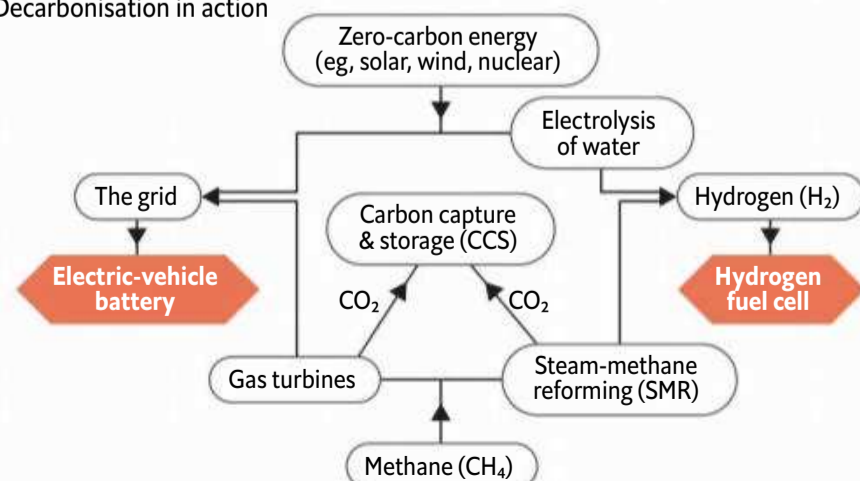 Decarbonisation in action
Zero-carbon energy
(eg, solar, wind, nuclear)
Electrolysis
of water
The grid
Carbon capture
& storage (CCS)
Hydrogen (H₂)
Electric-vehicle
battery
Hydrogen
fuel cell
CO₂
CO₂
Gas turbines
Steam-methane
reforming (SMR)
Methane (CH₄)